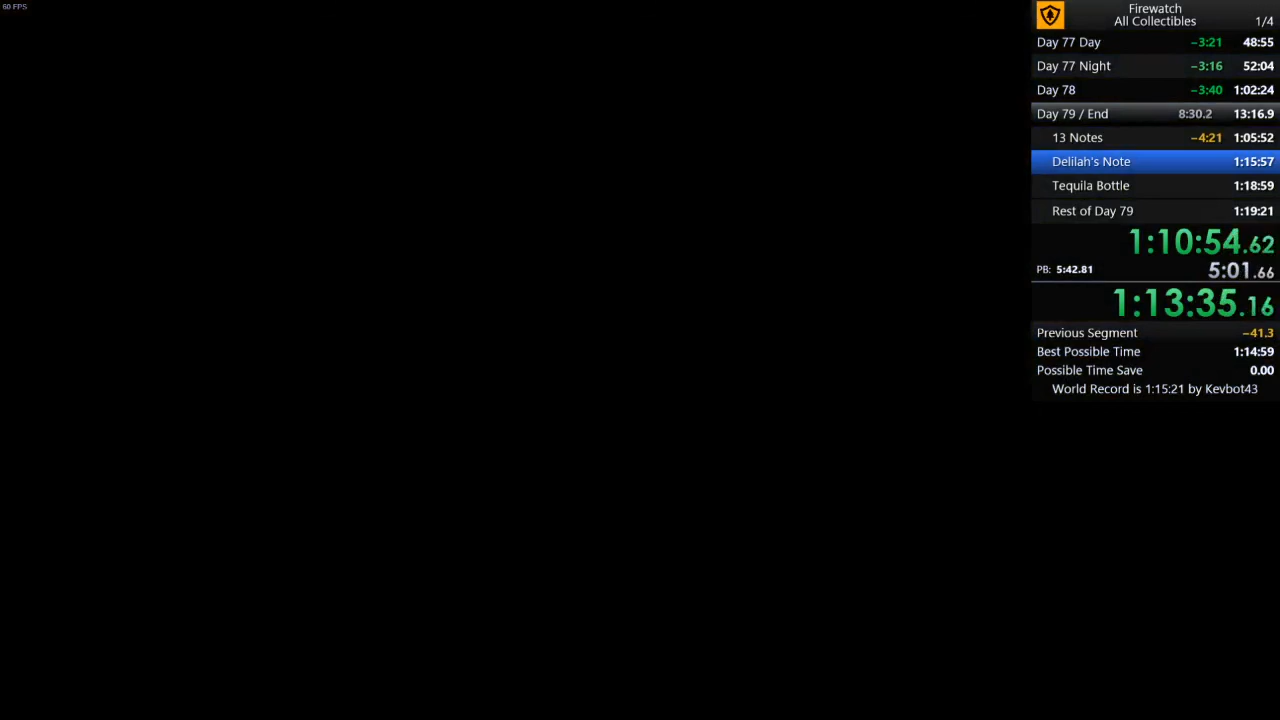 60 FPS
Firewatch
All Collectibles 1/4
Day 77 Day −3:21 48:55
Day 77 Night −3:16 52:04
Day 78 −3:40 1:02:24
Day 79 / End 8:30.2 13:16.9
13 Notes −4:21 1:05:52
Delilah's Note 1:15:57
Tequila Bottle 1:18:59
Rest of Day 79 1:19:21
1:10:54.62
PB: 5:42.81 5:01.66
1:13:35.16
Previous Segment −41.3
Best Possible Time 1:14:59
Possible Time Save 0.00
World Record is 1:15:21 by Kevbot43